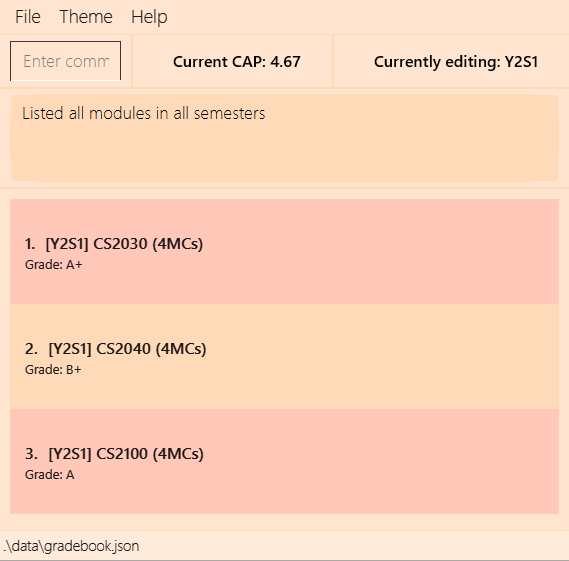 File Theme Help
Enter comm Current CAP: 4.67 Currently editing: Y2S1
Listed all modules in all semesters
1. [Y2S1] CS2030 (4MCs)
Grade: A+
2. [Y2S1] CS2040 (4MCs)
Grade: B+
3. [Y2S1] CS2100 (4MCs)
Grade: A
.\data\gradebook.json